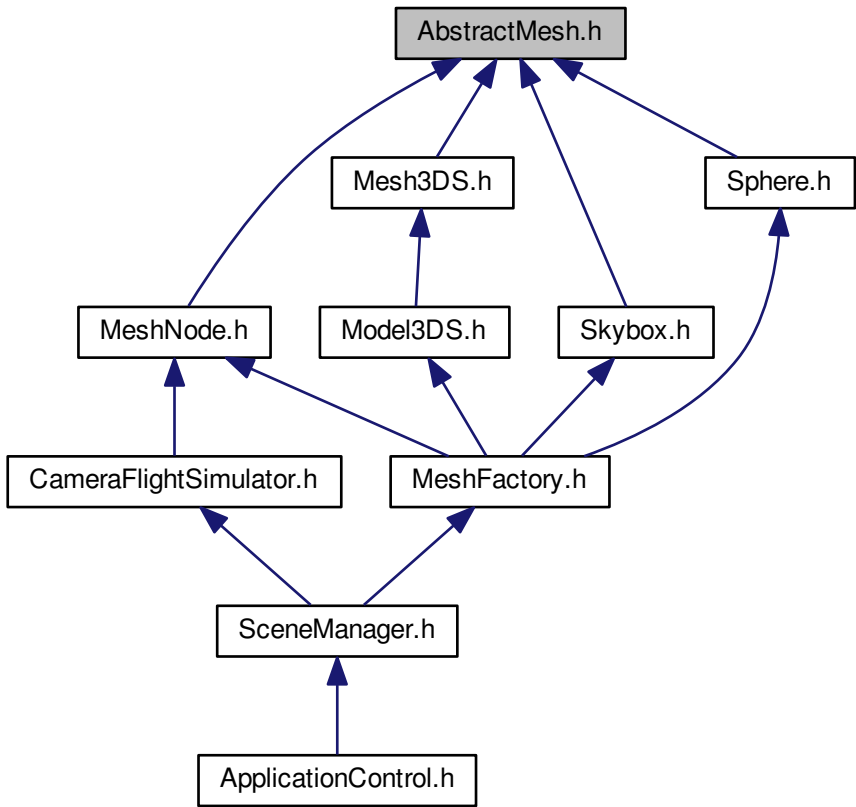 AbstractMesh.h
Mesh3DS.h
Sphere.h
MeshNode.h
Model3DS.h
Skybox.h
CameraFlightSimulator.h
MeshFactory.h
SceneManager.h
ApplicationControl.h